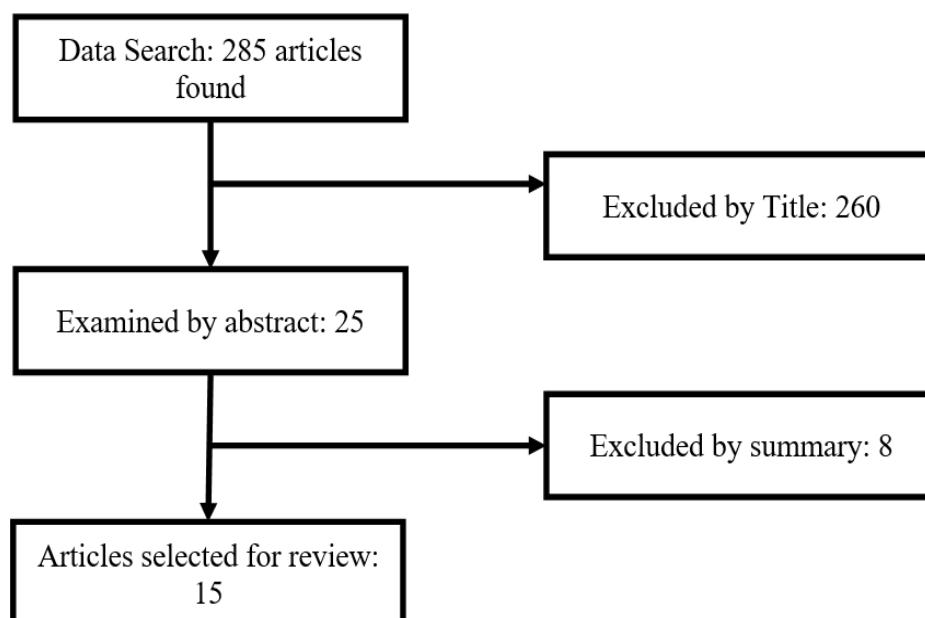 Data Search: 285 articles
found
Excluded by Title: 260
Examined by abstract: 25
Excluded by summary: 8
Articles selected for review:
15